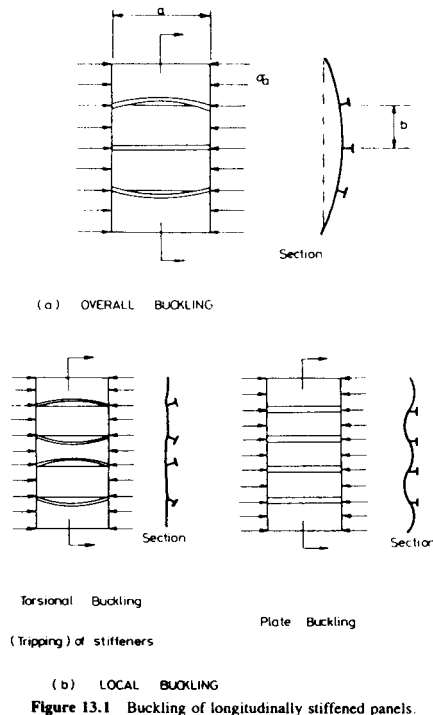 a
σa
b
Section
(a) OVERALL BUCKLING
Section
Section
Torsional Buckling
(Tripping) of stiffeners
Plate Buckling
(b) LOCAL BUCKLING
Figure 13.1 Buckling of longitudinally stiffened panels.